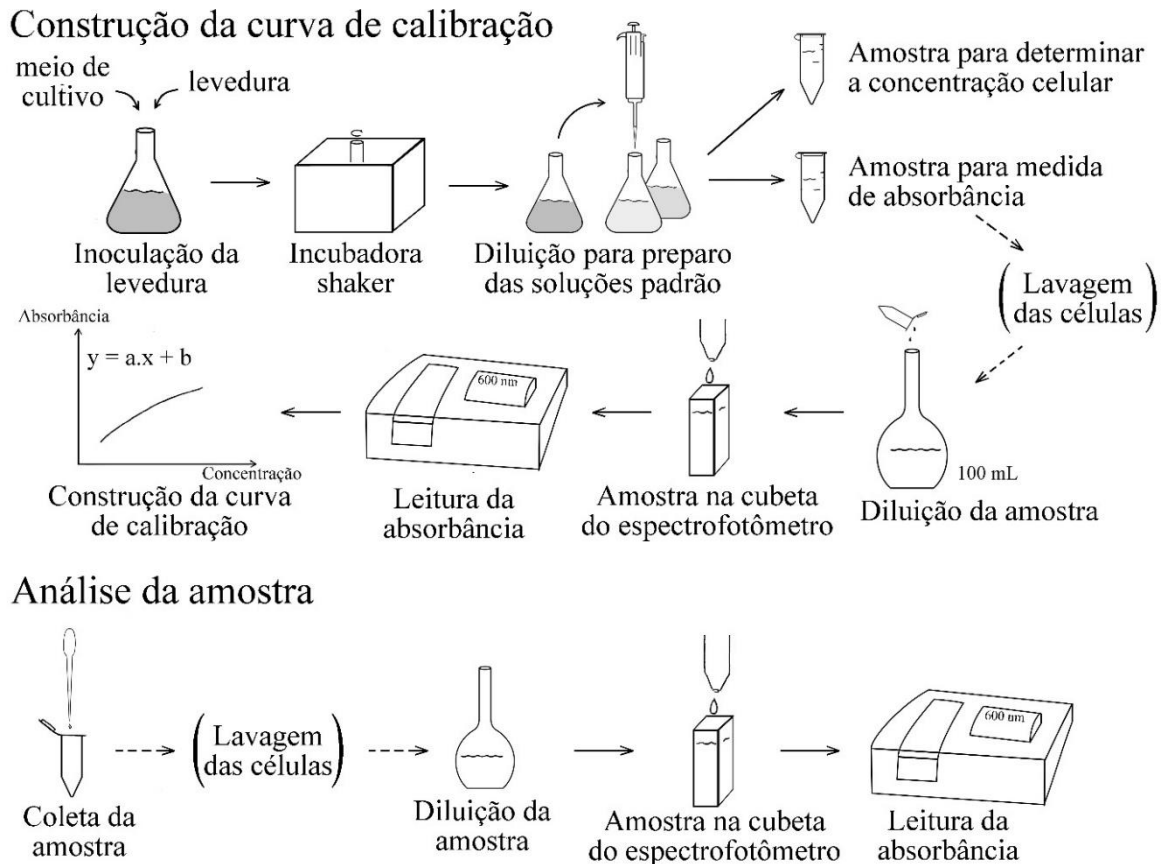 Construção da curva de calibração
meio de
cultivo
levedura
Inoculação da
levedura
Incubadora
shaker
Diluição para preparo
das soluções padrão
Amostra para determinar
a concentração celular
Amostra para medida
de absorbância
(Lavagem
das células)
100 mL
Diluição da amostra
Amostra na cubeta
do espectrofotômetro
600 nm
Leitura da
absorbância
Absorbância
y = a.x + b
Concentração
Construção da curva
de calibração
Análise da amostra
Coleta da
amostra
(Lavagem
das células)
Diluição da
amostra
Amostra na cubeta
do espectrofotômetro
600 nm
Leitura da
absorbância